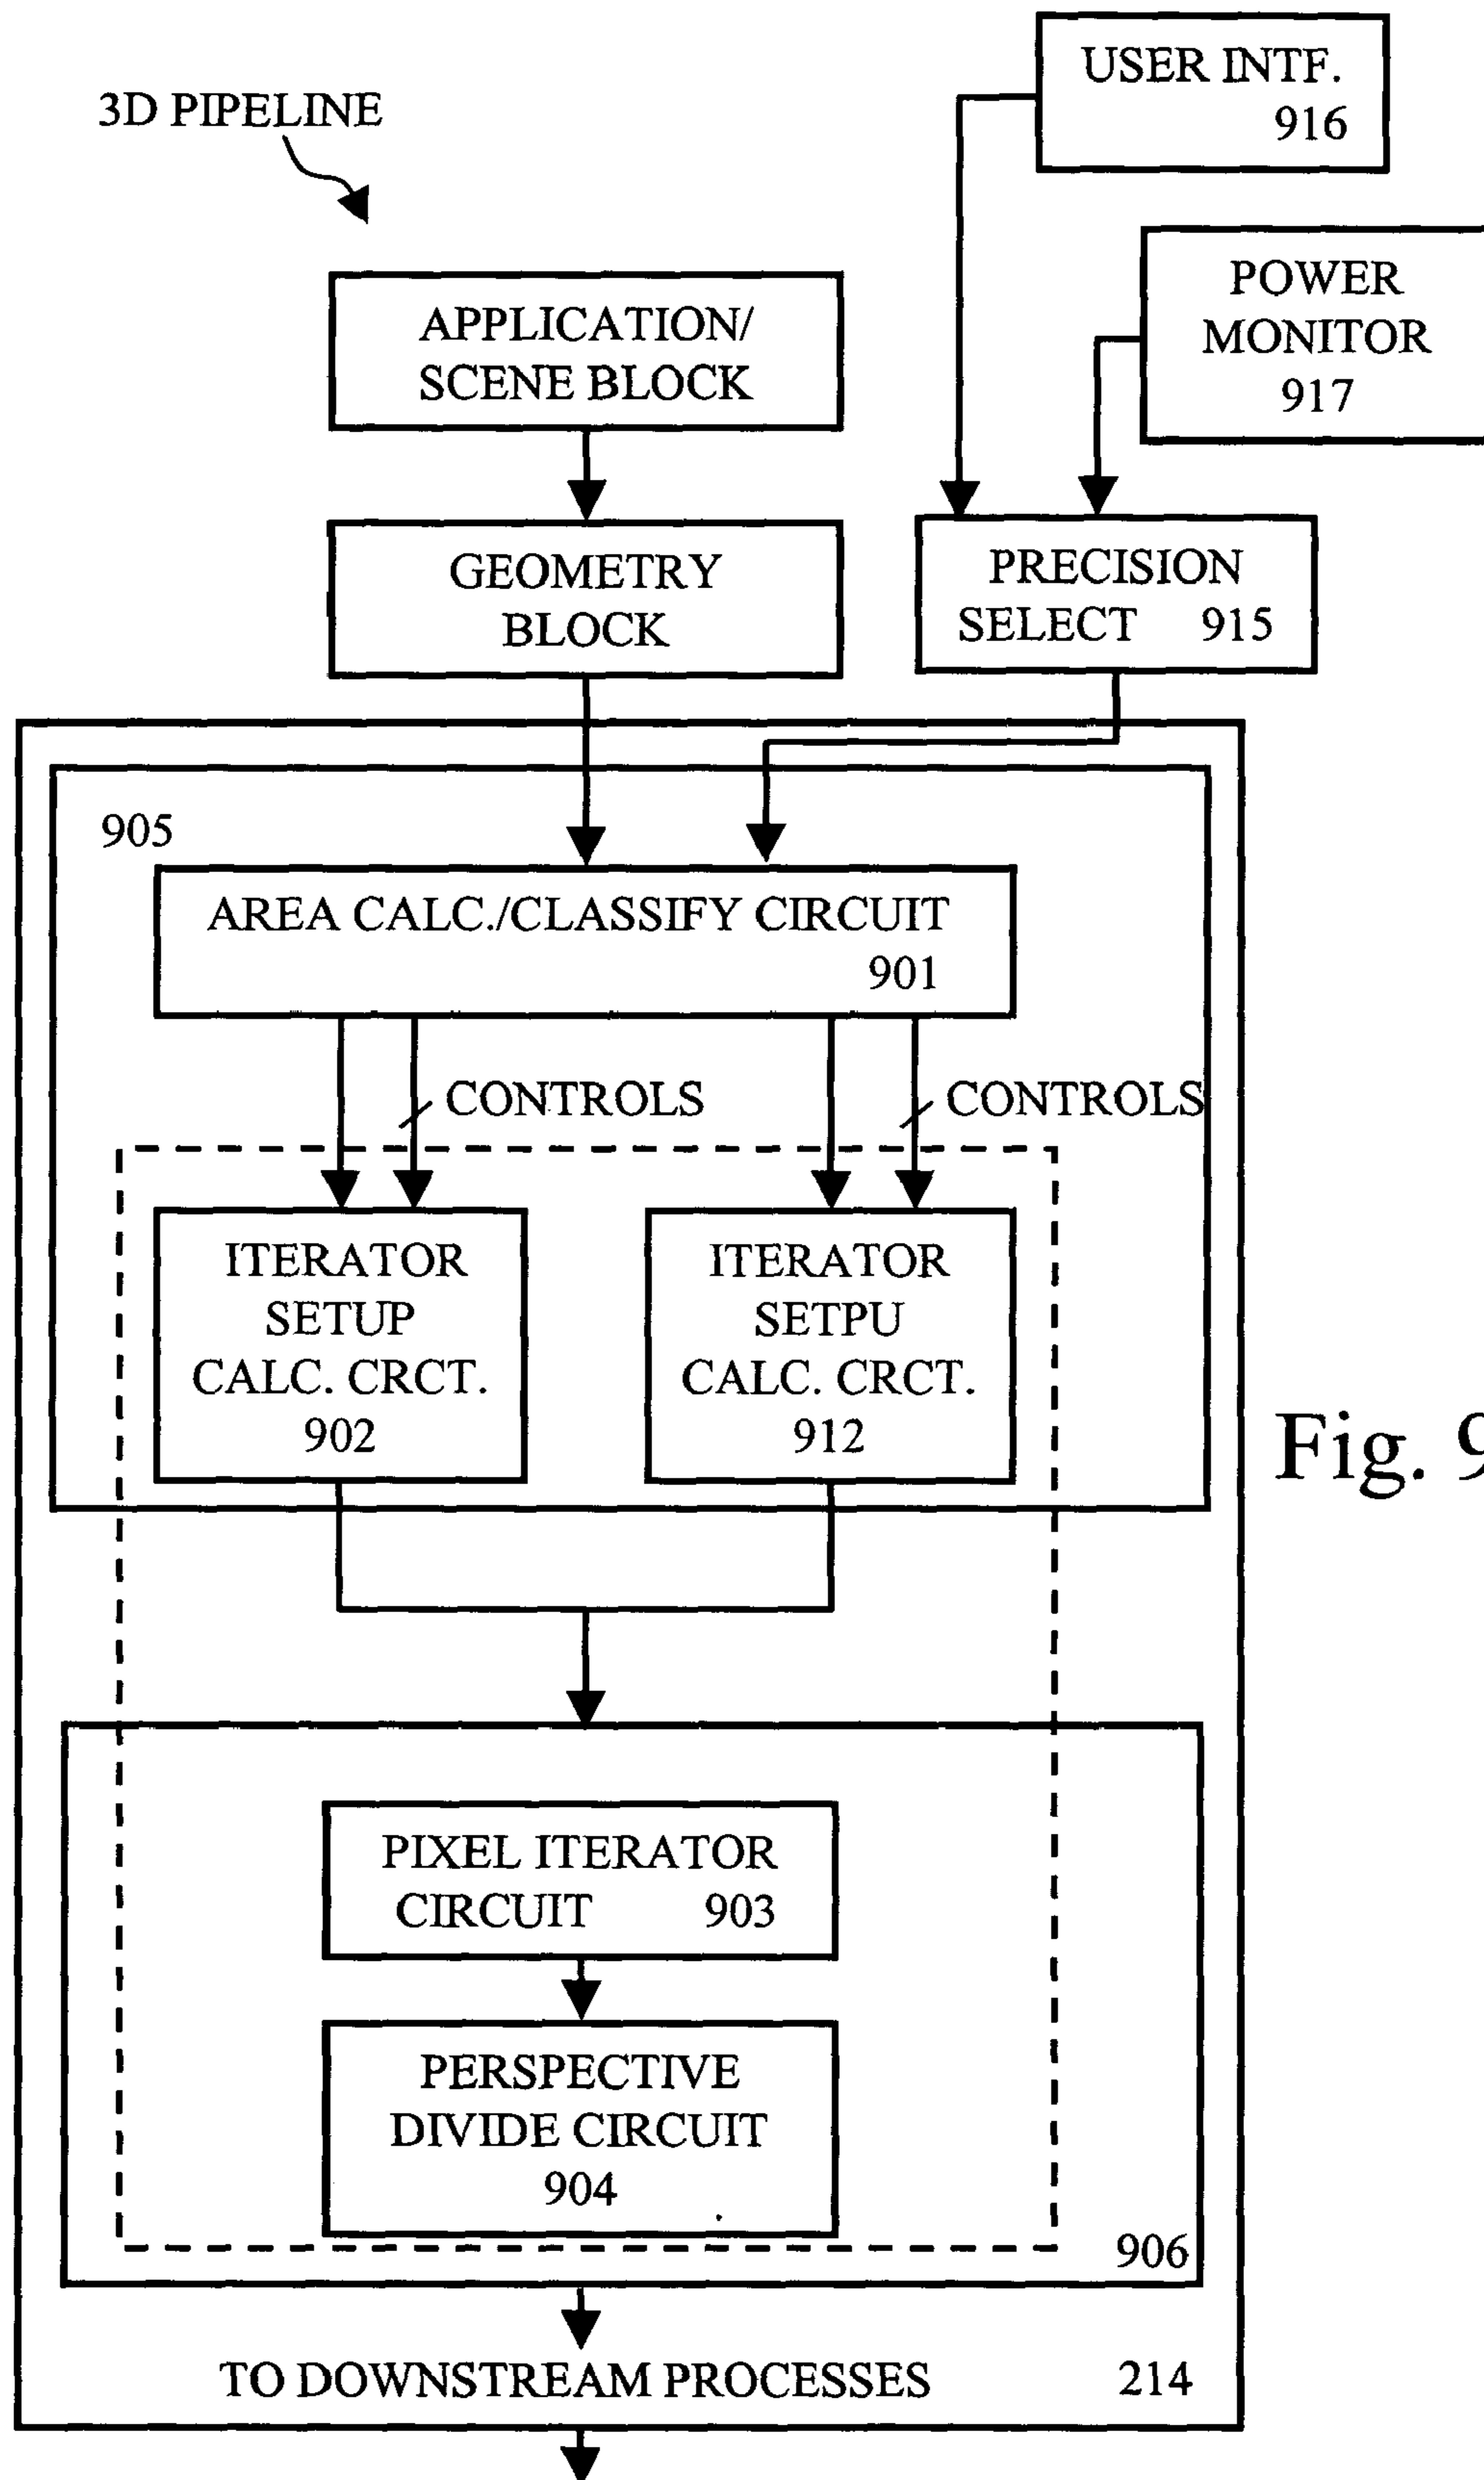 3D PIPELINE
USER INTF.
916
POWER
MONITOR
917
APPLICATION/
SCENE BLOCK
GEOMETRY
BLOCK
PRECISION
SELECT 915
905
AREA CALC./CLASSIFY CIRCUIT
901
CONTROLS
CONTROLS
ITERATOR
SETUP
CALC. CRCT.
902
ITERATOR
SETPU
CALC. CRCT.
912
Fig. 9
PIXEL ITERATOR
CIRCUIT 903
PERSPECTIVE
DIVIDE CIRCUIT
904
906
TO DOWNSTREAM PROCESSES 214